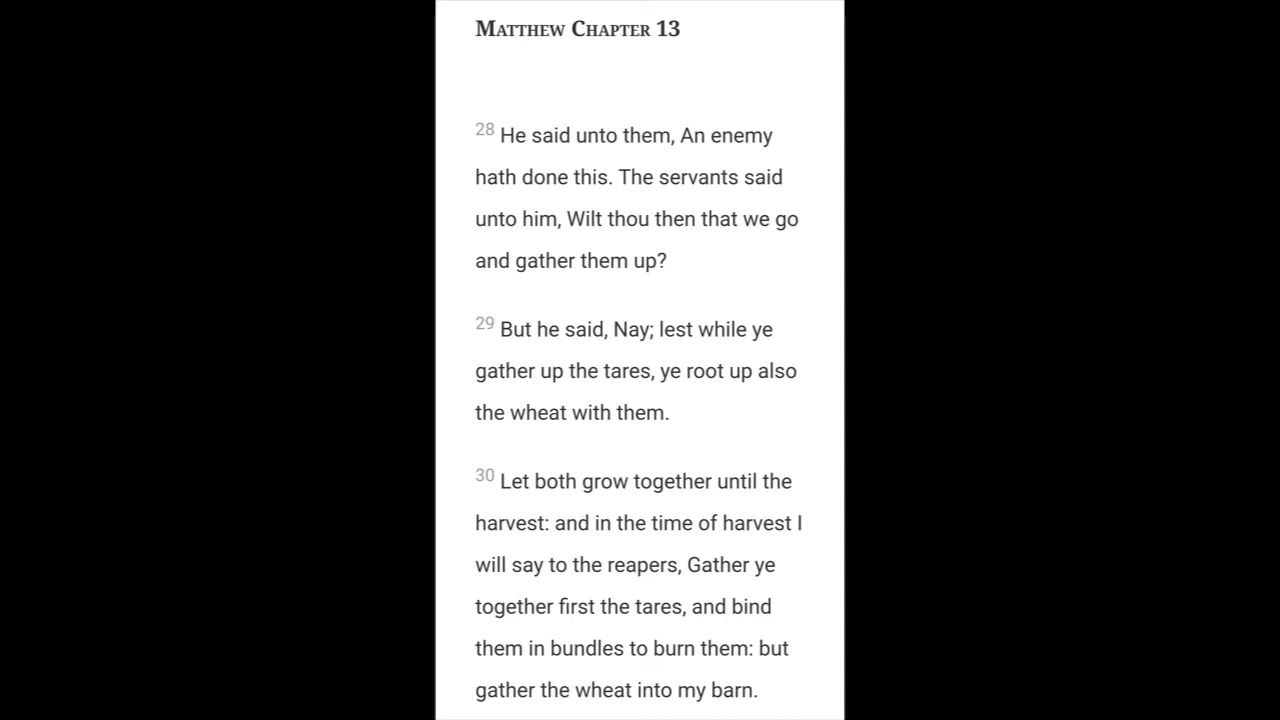 Matthew Chapter 13
28 He said unto them, An enemy
hath done this. The servants said
unto him, Wilt thou then that we go
and gather them up?
29 But he said, Nay; lest while ye
gather up the tares, ye root up also
the wheat with them.
30 Let both grow together until the
harvest: and in the time of harvest I
will say to the reapers, Gather ye
together first the tares, and bind
them in bundles to burn them: but
gather the wheat into my barn.